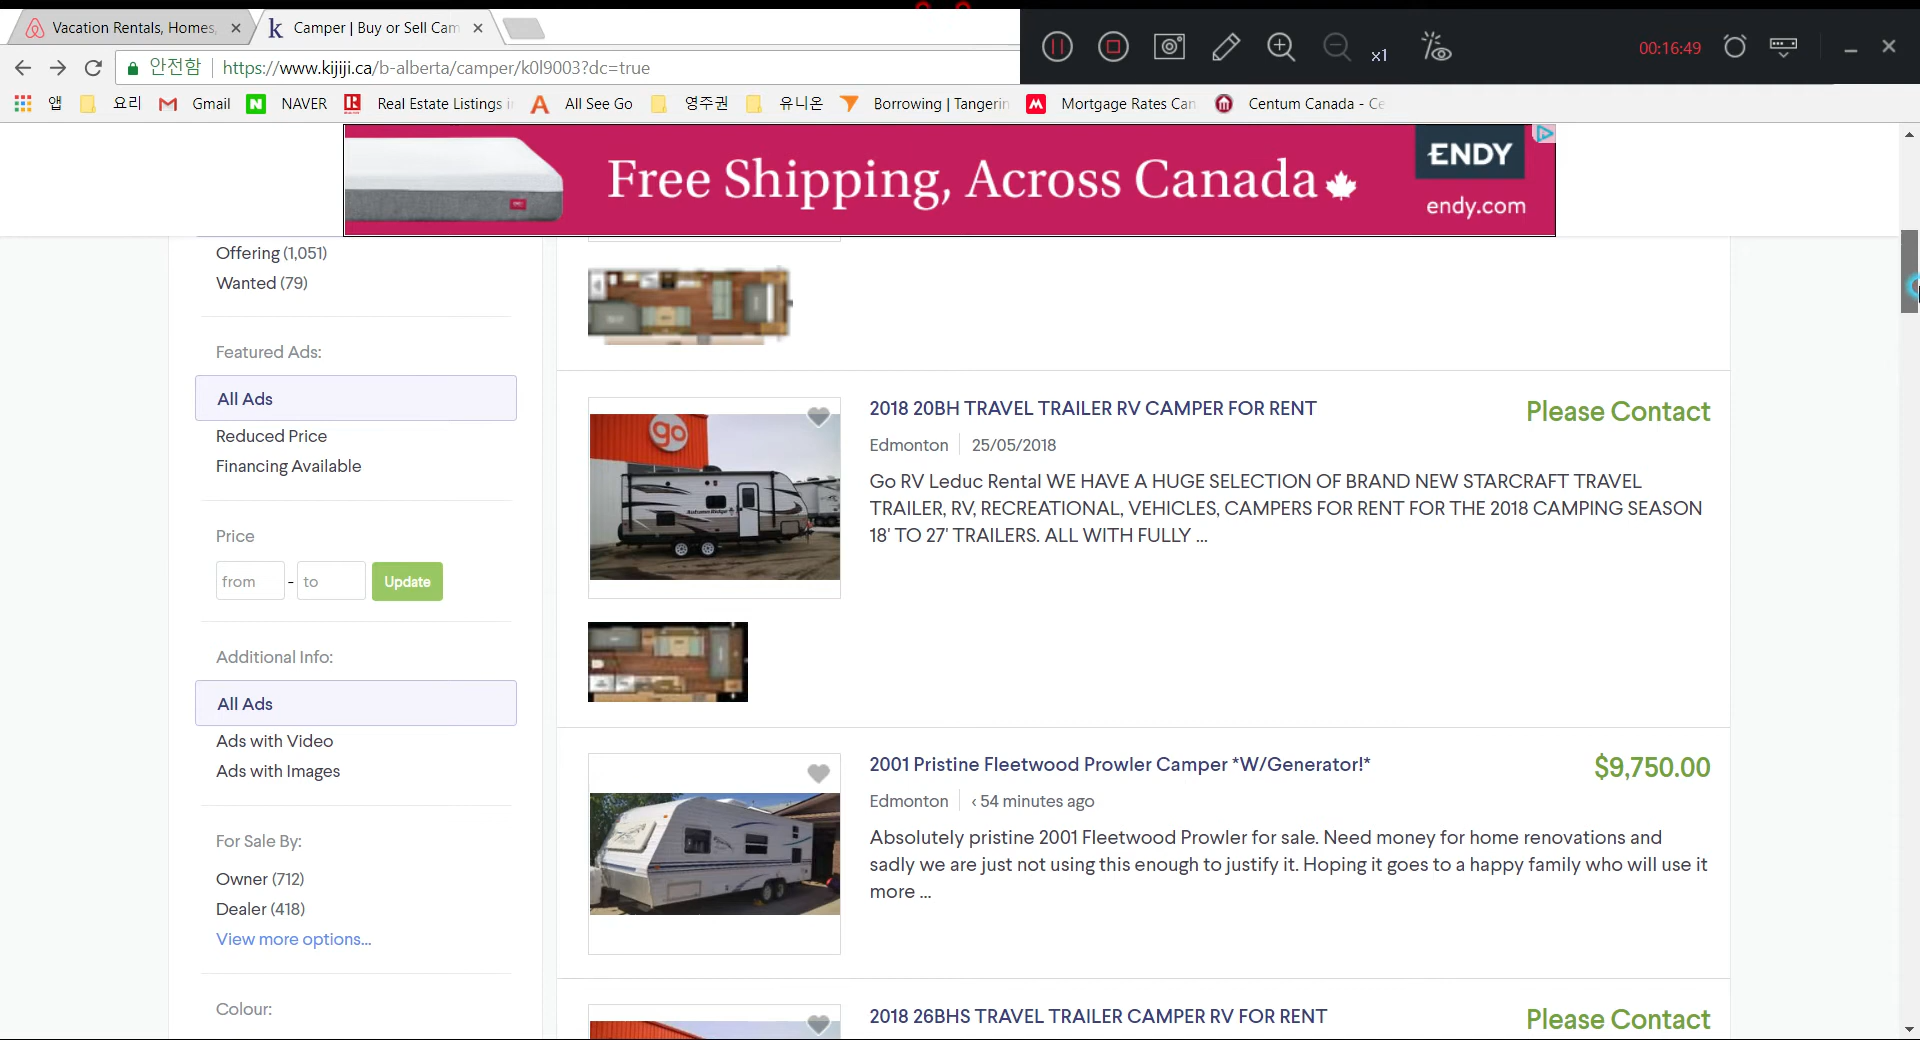 Vacation Rentals, Homes,
Camper | Buy or Sell Cam
x1
00:16:49
안전함
https://www.kijiji.ca/b-alberta/camper/k0l9003?dc=true
앱
요리
Gmail
NAVER
Real Estate Listings i
All See Go
영주권
유니온
Borrowing | Tangerin
Mortgage Rates Can
Centum Canada - Ce
Free Shipping, Across Canada
ENDY
endy.com
Offering (1,051)
Wanted (79)
Featured Ads:
All Ads
Reduced Price
Financing Available
Price
from - to Update
Additional Info:
All Ads
Ads with Video
Ads with Images
For Sale By:
Owner (712)
Dealer (418)
View more options...
Colour:
go
2018 20BH TRAVEL TRAILER RV CAMPER FOR RENT
Please Contact
Edmonton | 25/05/2018
Go RV Leduc Rental WE HAVE A HUGE SELECTION OF BRAND NEW STARCRAFT TRAVEL
TRAILER, RV, RECREATIONAL, VEHICLES, CAMPERS FOR RENT FOR THE 2018 CAMPING SEASON
18' TO 27' TRAILERS. ALL WITH FULLY ...
2001 Pristine Fleetwood Prowler Camper *W/Generator!*
$9,750.00
Edmonton | < 54 minutes ago
Absolutely pristine 2001 Fleetwood Prowler for sale. Need money for home renovations and
sadly we are just not using this enough to justify it. Hoping it goes to a happy family who will use it
more ...
2018 26BHS TRAVEL TRAILER CAMPER RV FOR RENT
Please Contact